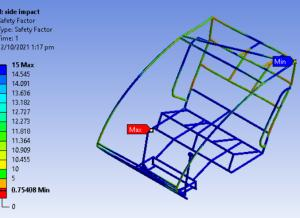 : side impact
Safety Factor
Type: Safety Factor
Time: 1
2/10/2021 1:17 pm
15 Max
14.545
14.091
13.636
13.182
12.727
12.273
11.818
11.364
10.909
10.455
10
5
0.75408 Min
0
Min
Max